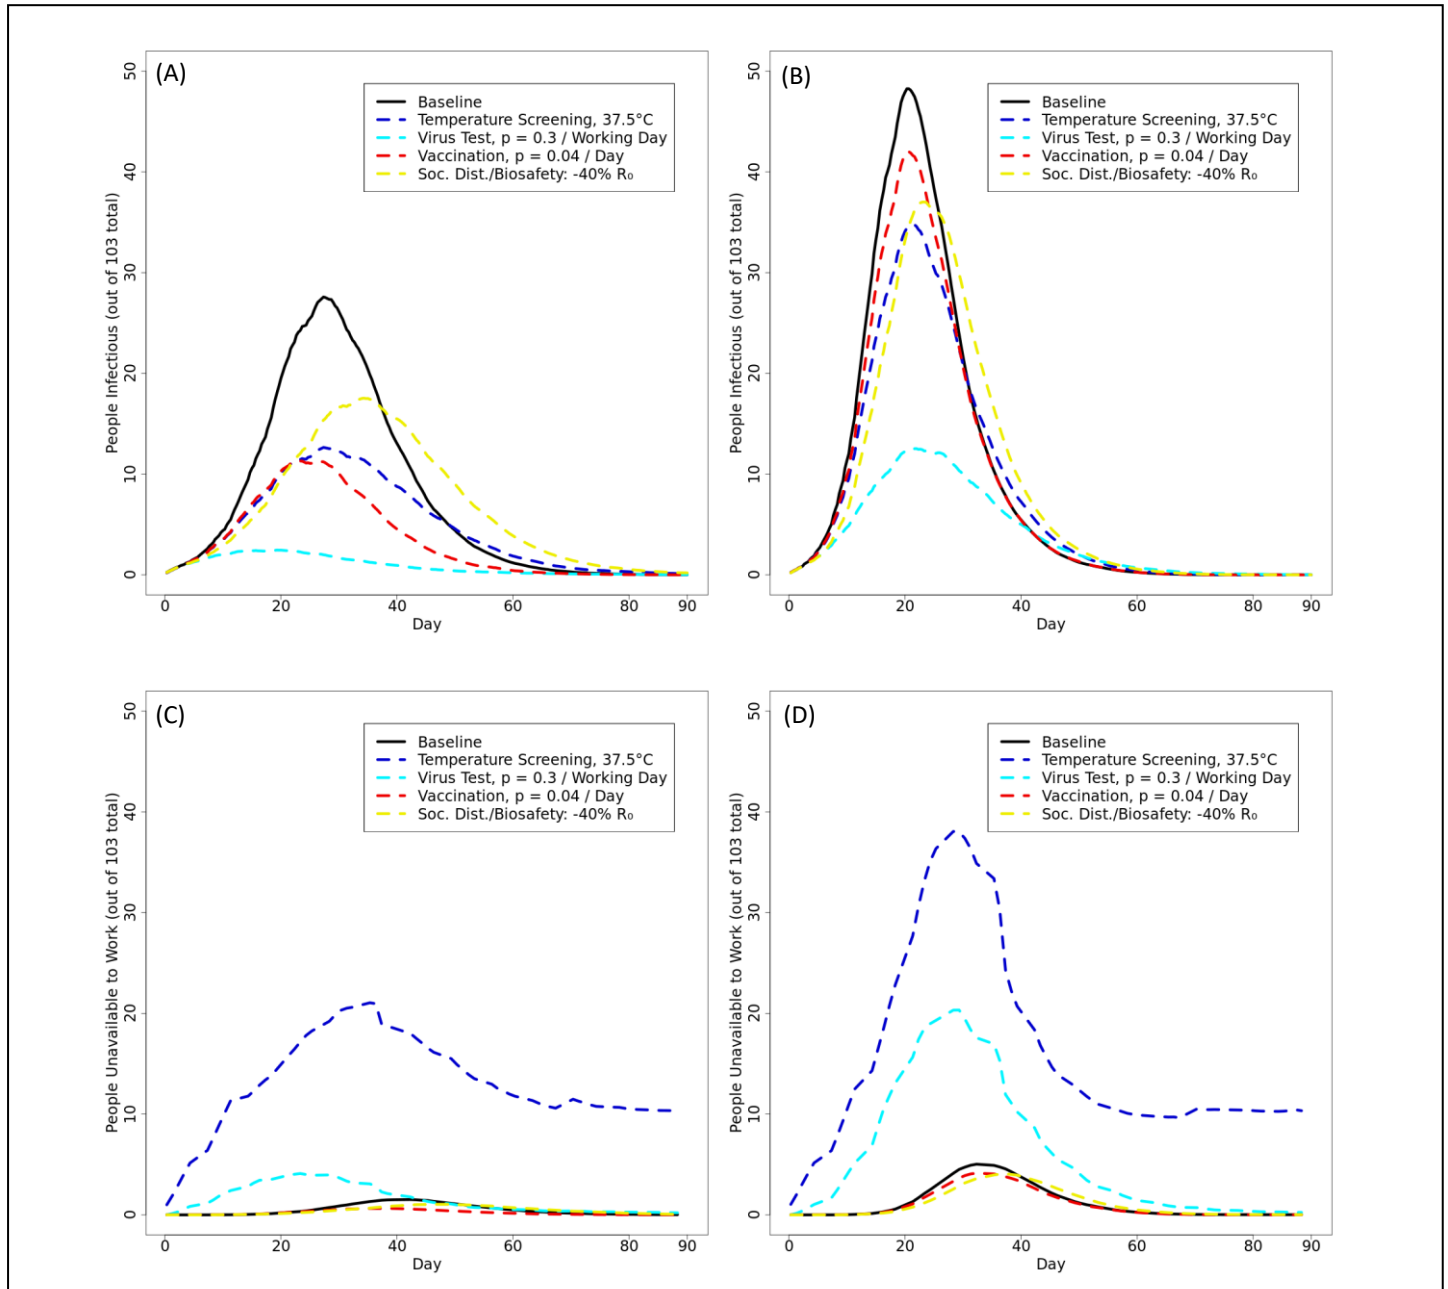 (A)
Baseline
Temperature Screening, 37.5°C
Virus Test, p = 0.3 / Working Day
Vaccination, p = 0.04 / Day
Soc. Dist./Biosafety: -40% R₀
People Infectious (out of 103 total)
50
40
30
20
10
0
0 20 40 60 80 90
Day
(B)
Baseline
Temperature Screening, 37.5°C
Virus Test, p = 0.3 / Working Day
Vaccination, p = 0.04 / Day
Soc. Dist./Biosafety: -40% R₀
People Infectious (out of 103 total)
50
40
30
20
10
0
0 20 40 60 80 90
Day
(C)
Baseline
Temperature Screening, 37.5°C
Virus Test, p = 0.3 / Working Day
Vaccination, p = 0.04 / Day
Soc. Dist./Biosafety: -40% R₀
People Unavailable to Work (out of 103 total)
50
40
30
20
10
0
0 20 40 60 80 90
Day
(D)
Baseline
Temperature Screening, 37.5°C
Virus Test, p = 0.3 / Working Day
Vaccination, p = 0.04 / Day
Soc. Dist./Biosafety: -40% R₀
People Unavailable to Work (out of 103 total)
50
40
30
20
10
0
0 20 40 60 80 90
Day